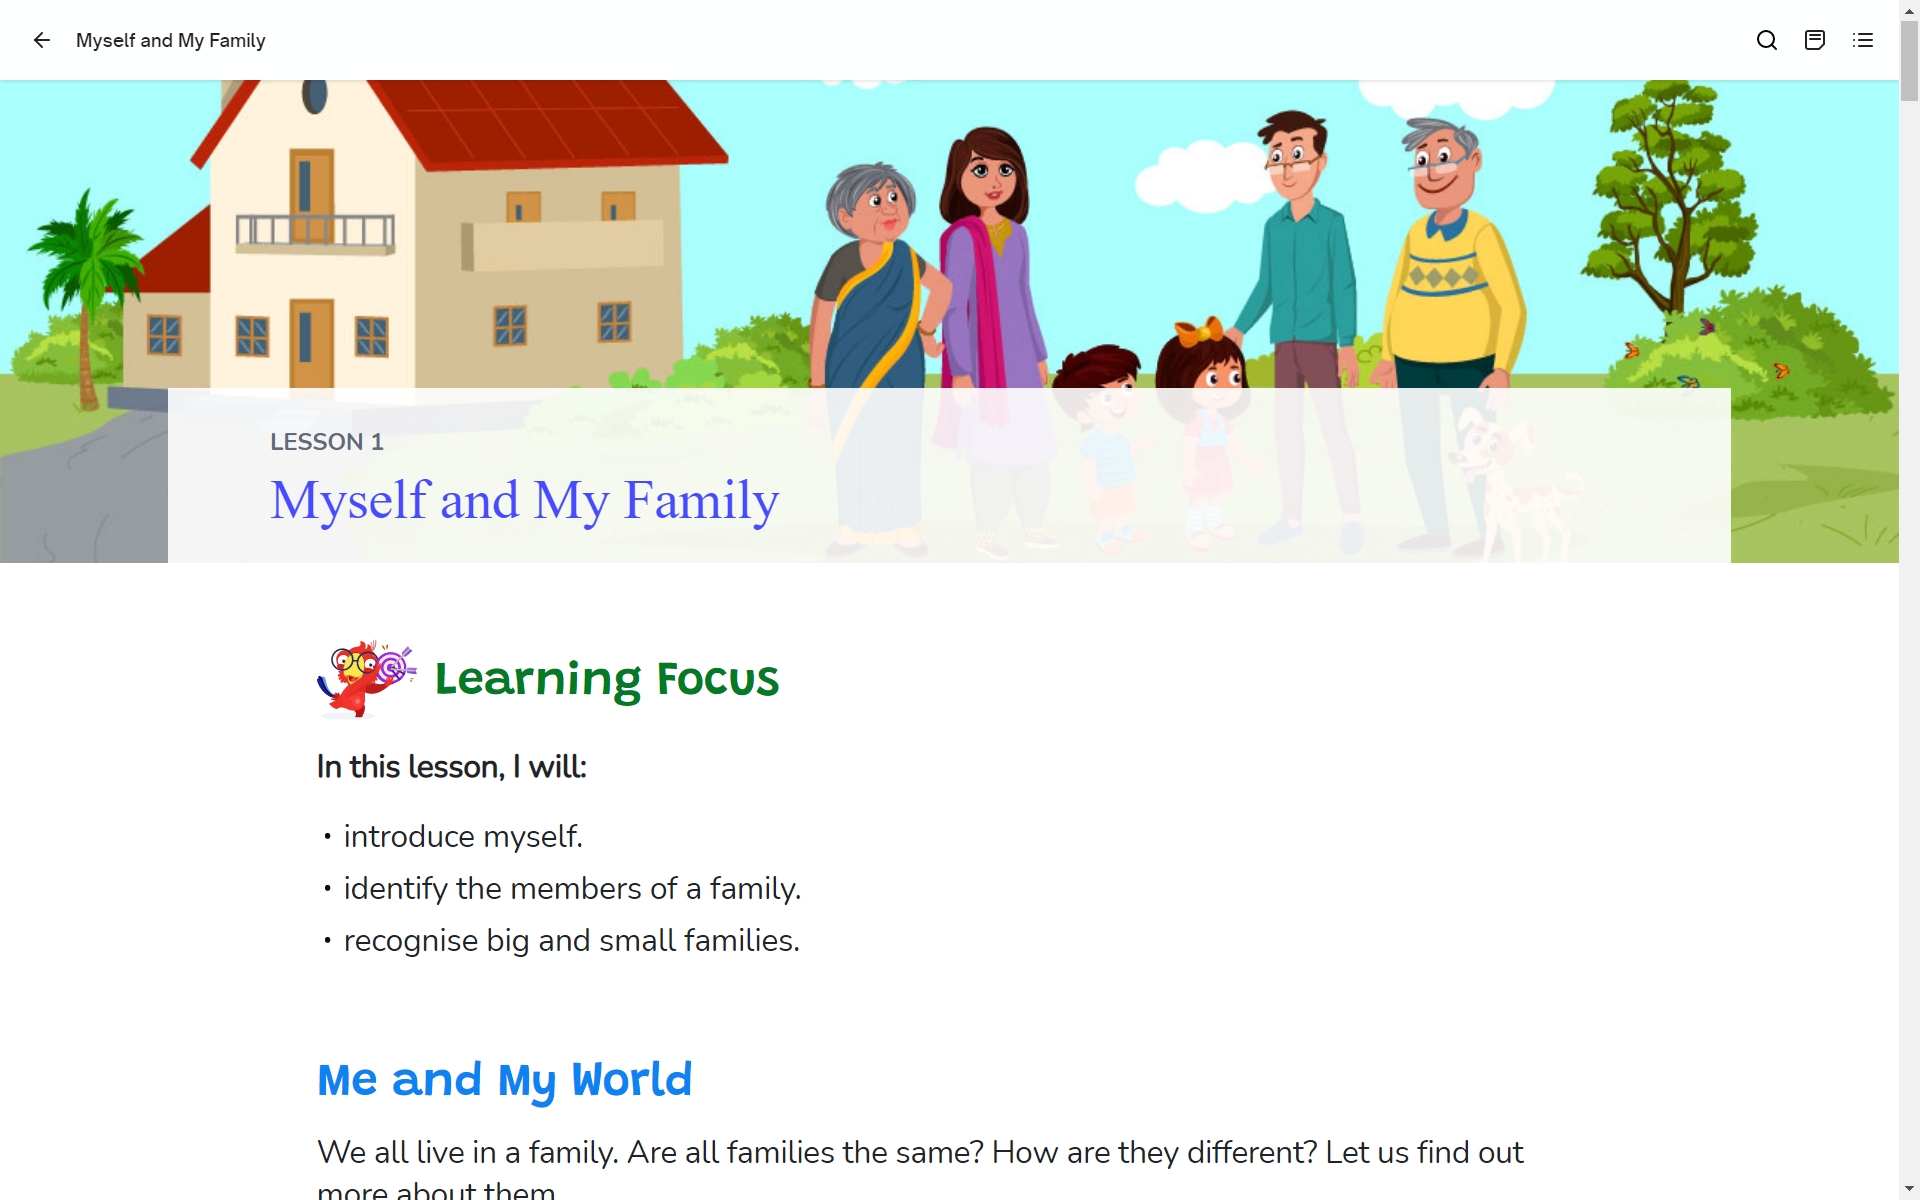 Myself and My Family
LESSON 1
Myself and My Family
Learning Focus
In this lesson, I will:
• introduce myself.
• identify the members of a family.
• recognise big and small families.
Me and My World
We all live in a family. Are all families the same? How are they different? Let us find out
more about them.